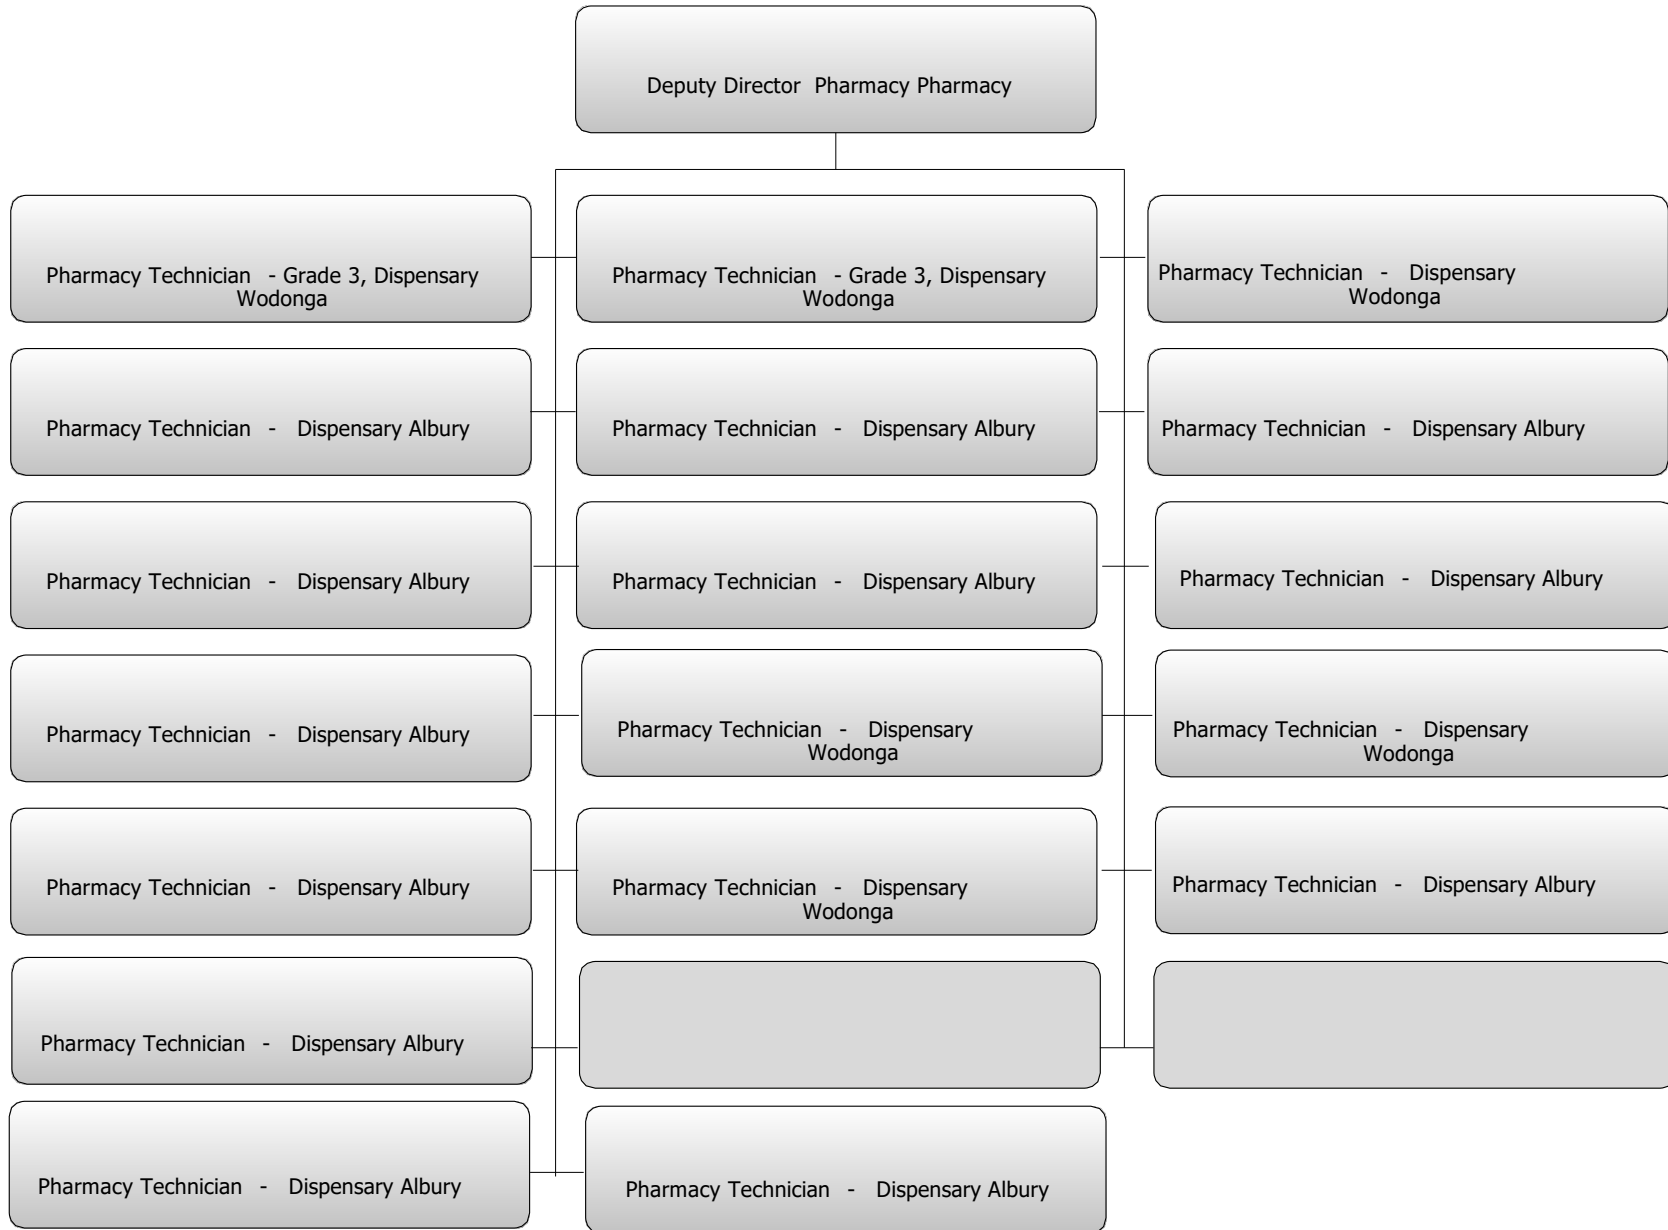 Deputy Director Pharmacy Pharmacy
Pharmacy Technician - Grade 3, Dispensary
Wodonga
Pharmacy Technician - Grade 3, Dispensary
Wodonga
Pharmacy Technician - Dispensary
Wodonga
Pharmacy Technician - Dispensary Albury
Pharmacy Technician - Dispensary Albury
Pharmacy Technician - Dispensary Albury
Pharmacy Technician - Dispensary Albury
Pharmacy Technician - Dispensary Albury
Pharmacy Technician - Dispensary Albury
Pharmacy Technician - Dispensary Albury
Pharmacy Technician - Dispensary
Wodonga
Pharmacy Technician - Dispensary
Wodonga
Pharmacy Technician - Dispensary Albury
Pharmacy Technician - Dispensary
Wodonga
Pharmacy Technician - Dispensary Albury
Pharmacy Technician - Dispensary Albury
Pharmacy Technician - Dispensary Albury
Pharmacy Technician - Dispensary Albury